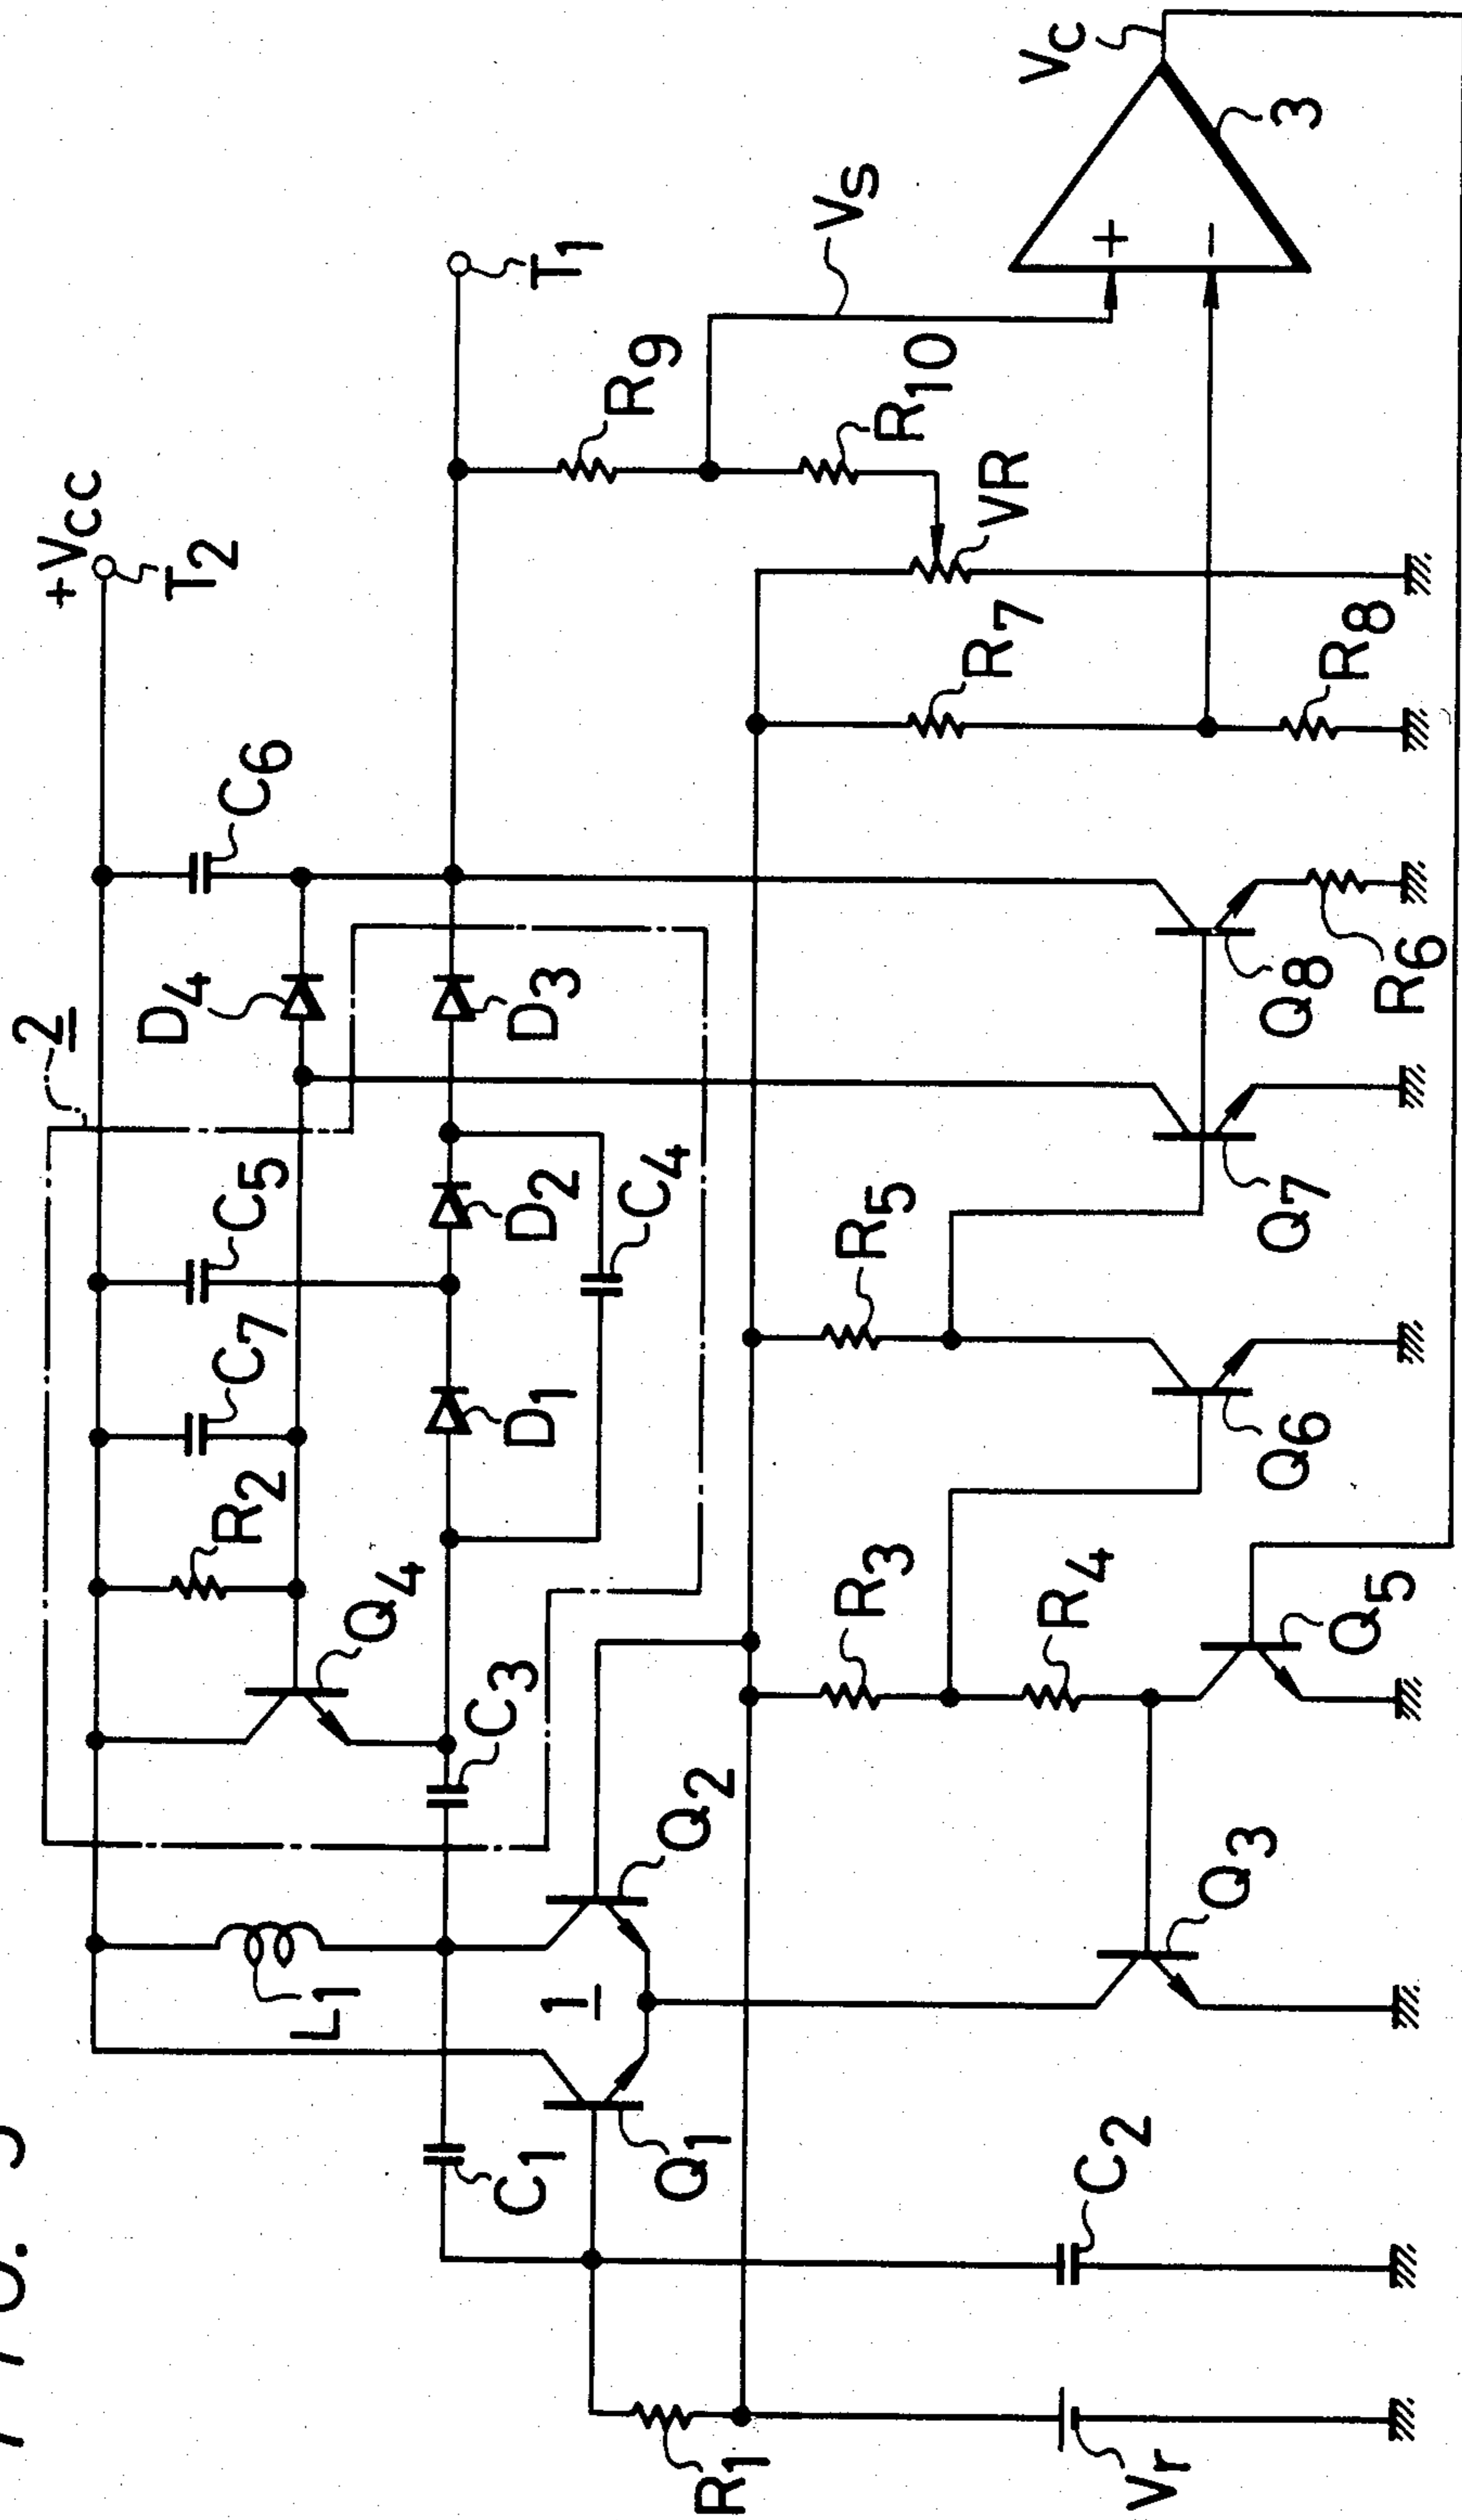 FIG. 3
+Vcc
T2
2
C6
D4
C5
C7
R2
Q4
L1
T1
D3
D2
C4
D1
C3
R9
Vs
R10
VR
R7
R5
R3
R4
Q2
1
Q1
C1
R1
Vc
3
R8
R6
Q8
Q7
Q6
Q5
Q3
C2
Vr